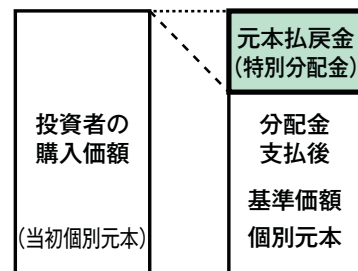 投資者の
購入価額
(当初個別元本)
元本払戻金
(特別分配金)
分配金
支払後
基準価額
個別元本